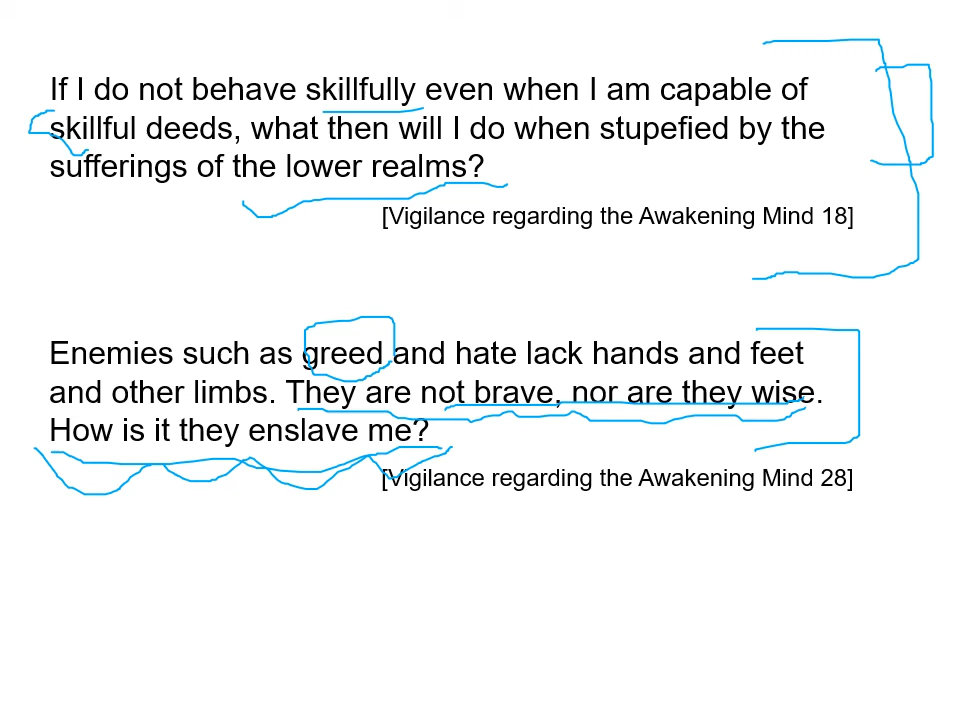 If I do not behave skillfully even when I am capable of
skillful deeds, what then will I do when stupefied by the
sufferings of the lower realms?
[Vigilance regarding the Awakening Mind 18]
Enemies such as greed and hate lack hands and feet
and other limbs. They are not brave, nor are they wise.
How is it they enslave me?
[Vigilance regarding the Awakening Mind 28]